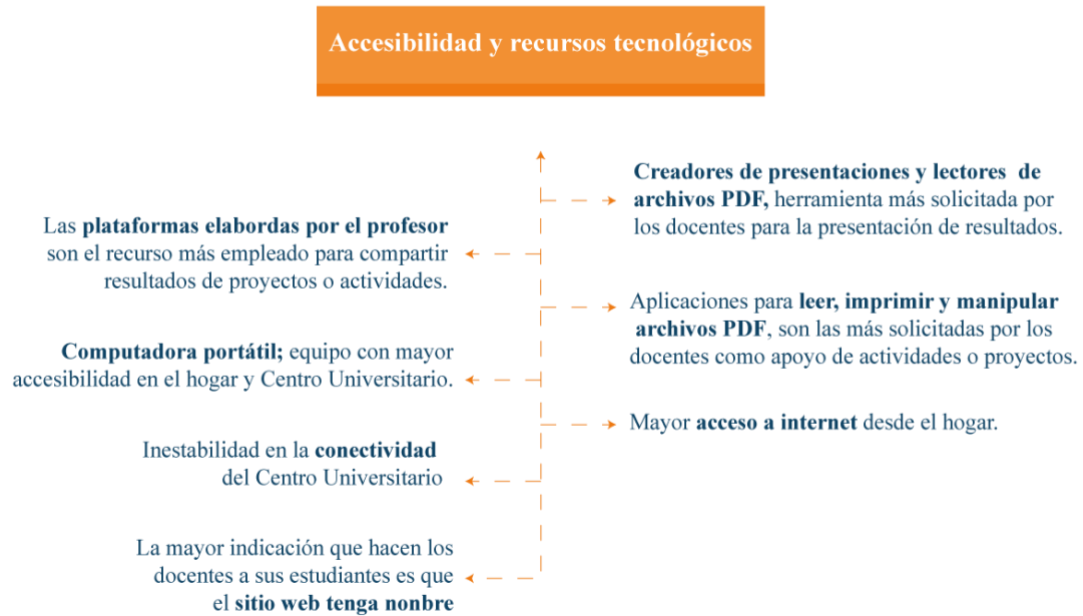 Accesibilidad y recursos tecnológicos
Creadores de presentaciones y lectores de
archivos PDF, herramienta más solicitada por
los docentes para la presentación de resultados.
Las plataformas elabordas por el profesor
son el recurso más empleado para compartir
resultados de proyectos o actividades.
Aplicaciones para leer, imprimir y manipular
archivos PDF, son las más solicitadas por los
docentes como apoyo de actividades o proyectos.
Computadora portátil; equipo con mayor
accesibilidad en el hogar y Centro Universitario.
Mayor acceso a internet desde el hogar.
Inestabilidad en la conectividad
del Centro Universitario
La mayor indicación que hacen los
docentes a sus estudiantes es que
el sitio web tenga nonbre